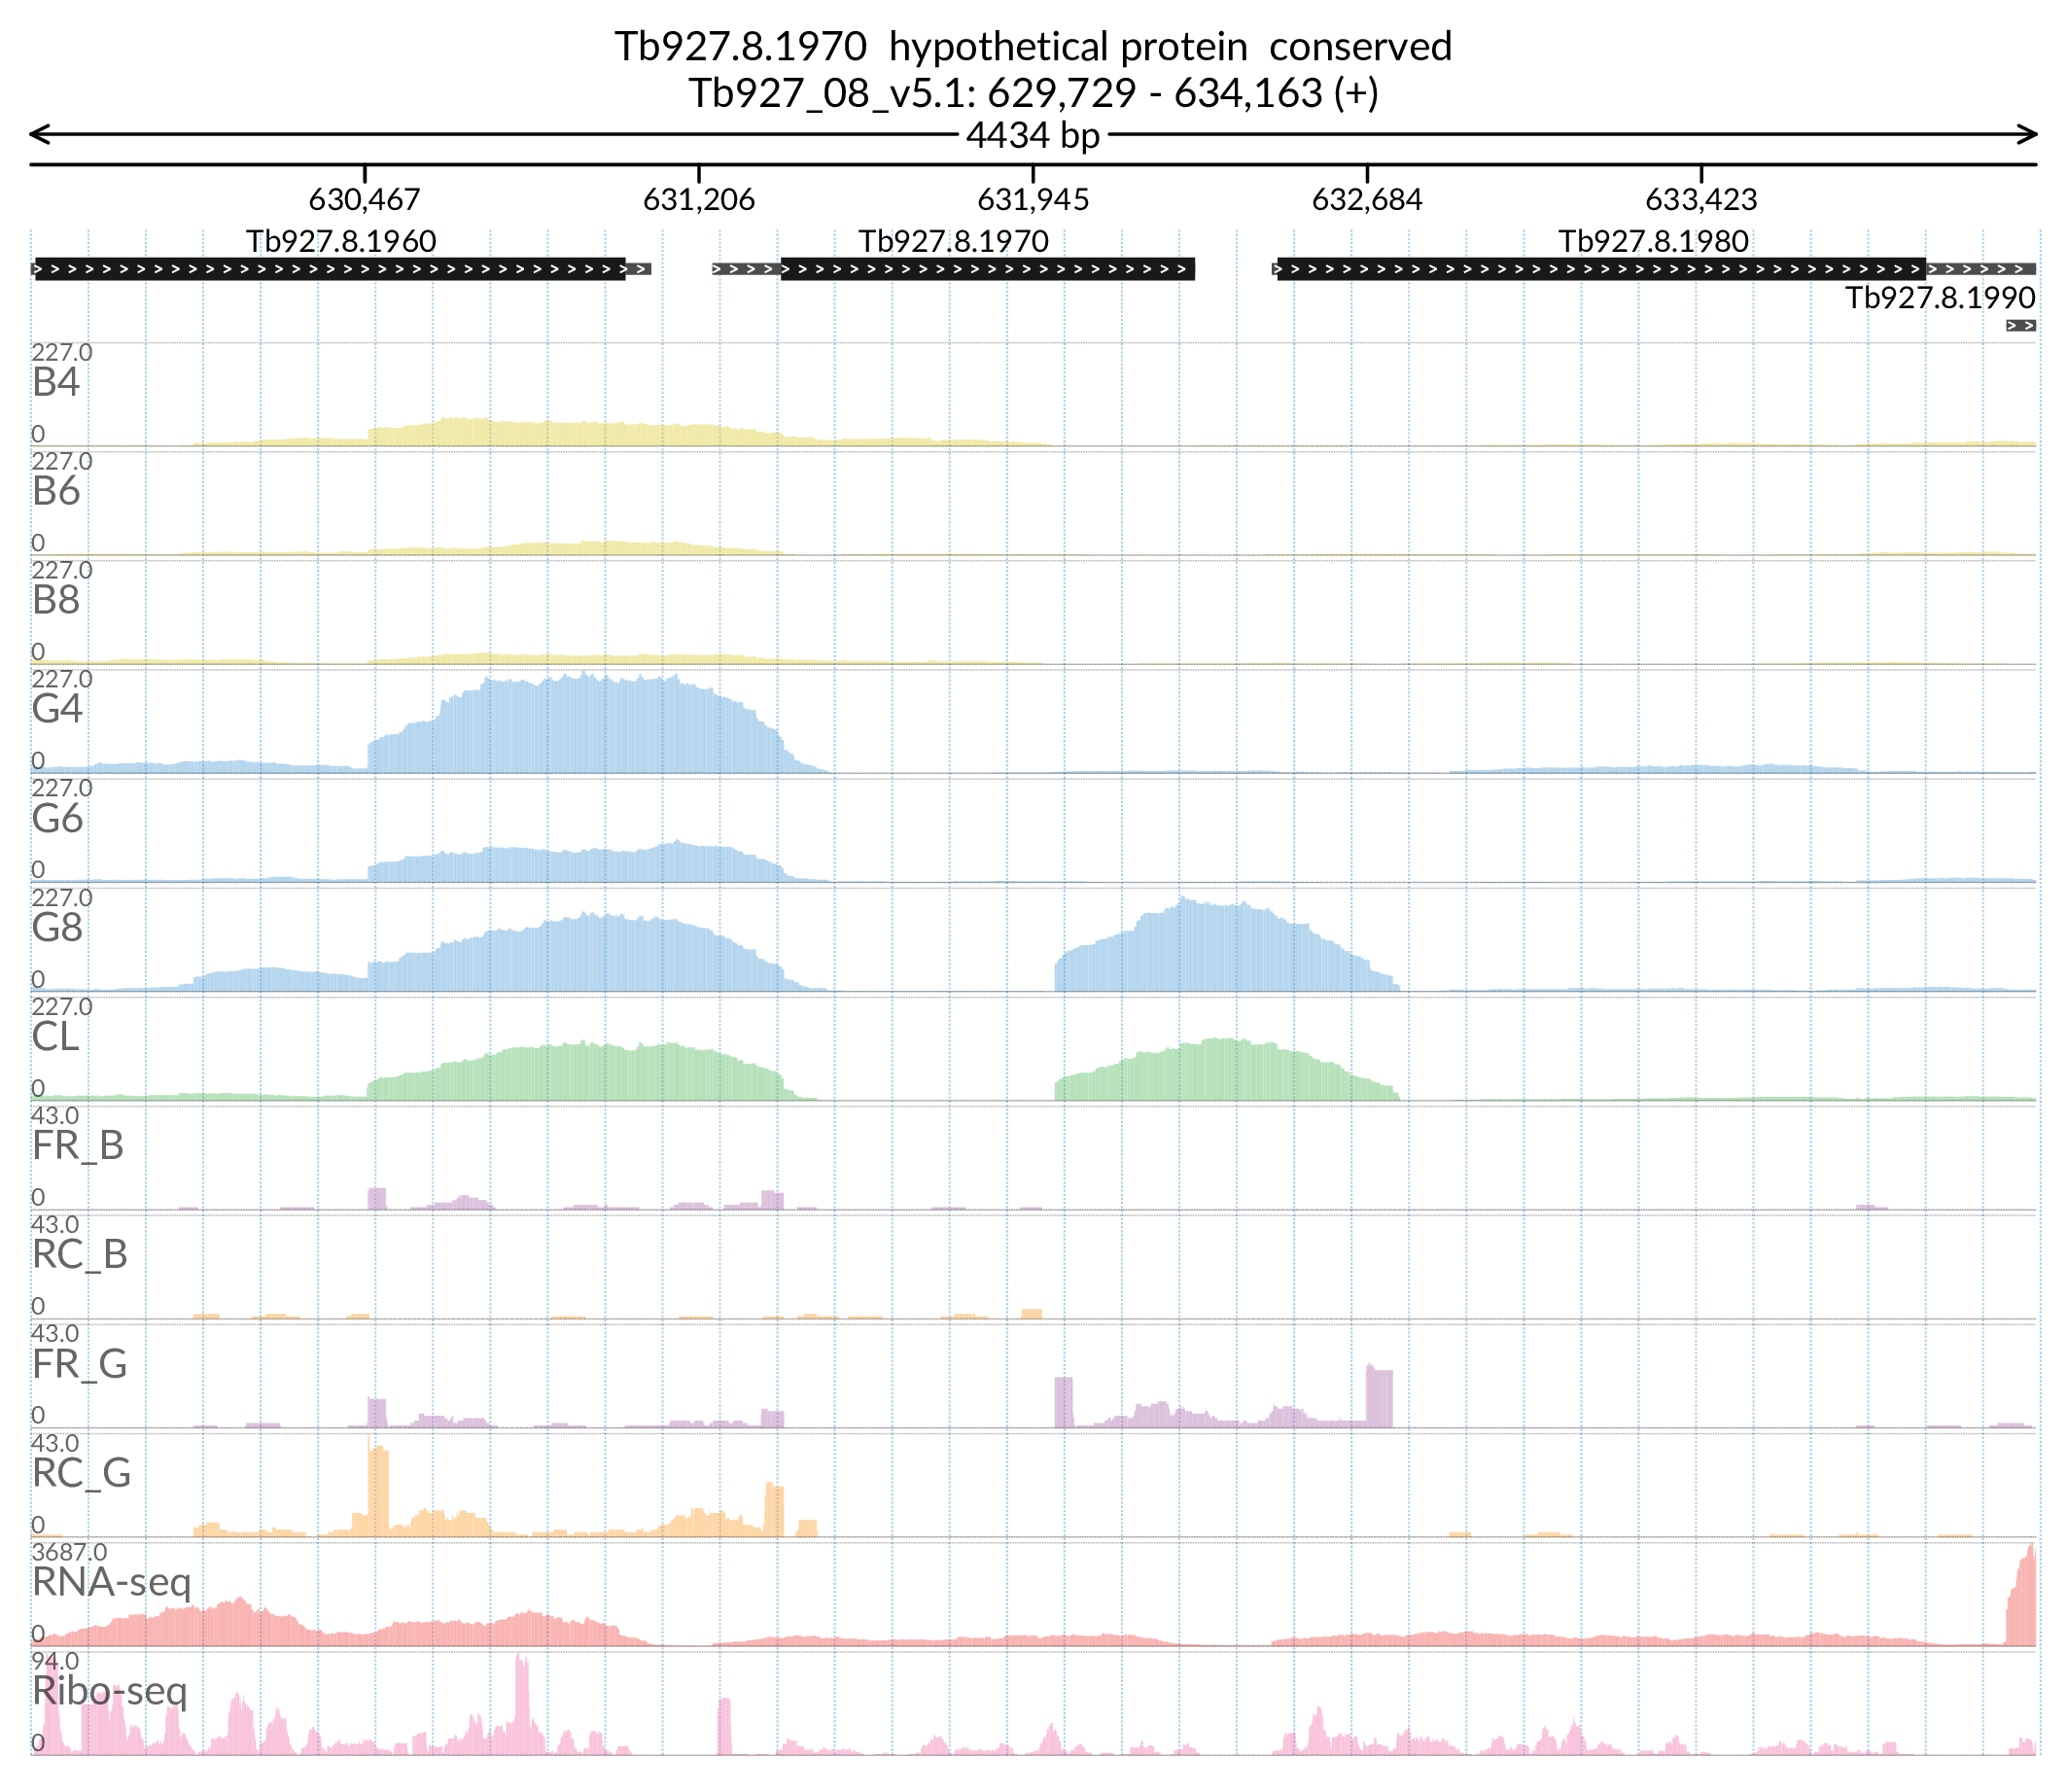 Tb927.8.1970 hypothetical protein conserved
Tb927_08_v5.1: 629,729 - 634,163 (+)
4434 bp
630,467 631,206 631,945 632,684 633,423
Tb927.8.1960 Tb927.8.1970 Tb927.8.1980
Tb927.8.1990
227.0
B4
0
227.0
B6
0
227.0
B8
0
227.0
G4
0
227.0
G6
0
227.0
G8
0
227.0
CL
0
43.0
FR_B
0
43.0
RC_B
0
43.0
FR_G
0
43.0
RC_G
0
3687.0
RNA-seq
0
94.0
Ribo-seq
0